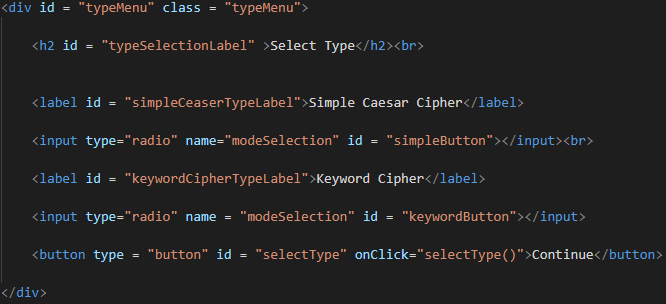 <div id = "typeMenu" class = "typeMenu">
<h2 id = "typeSelectionLabel" >Select Type</h2><br>
<label id = "simpleCeaserTypeLabel">Simple Caesar Cipher</label>
<input type="radio" name="modeSelection" id = "simpleButton"></input><br>
<label id = "keywordCipherTypeLabel">Keyword Cipher</label>
<input type="radio" name = "modeSelection" id = "keywordButton"></input>
<button type = "button" id = "selectType" onClick="selectType()">Continue</button>
</div>